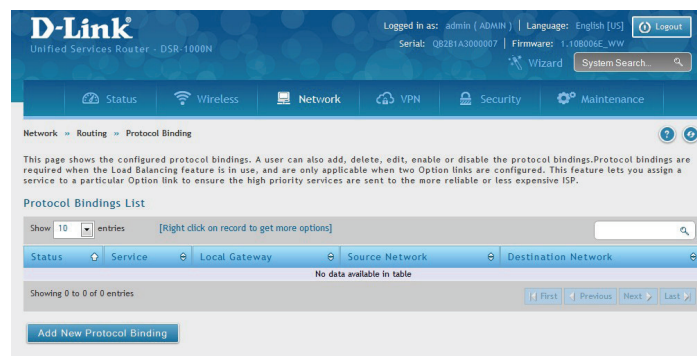 D-Link
Unified Services Router - DSR-1000N
Logged in as: admin ( ADMIN ) | Language: English [US] Logout
Serial: QB2B1A3000007 | Firmware: 1.10B006E_WW
Wizard System Search...
Status Wireless Network VPN Security Maintenance
Network » Routing » Protocol Binding
This page shows the configured protocol bindings. A user can also add, delete, edit, enable or disable the protocol bindings.Protocol bindings are
required when the Load Balancing feature is in use, and are only applicable when two Option links are configured. This feature lets you assign a
service to a particular Option link to ensure the high priority services are sent to the more reliable or less expensive ISP.
Protocol Bindings List
Show 10 entries [Right click on record to get more options]
Status Service Local Gateway Source Network Destination Network
No data available in table
Showing 0 to 0 of 0 entries First Previous Next Last
Add New Protocol Binding